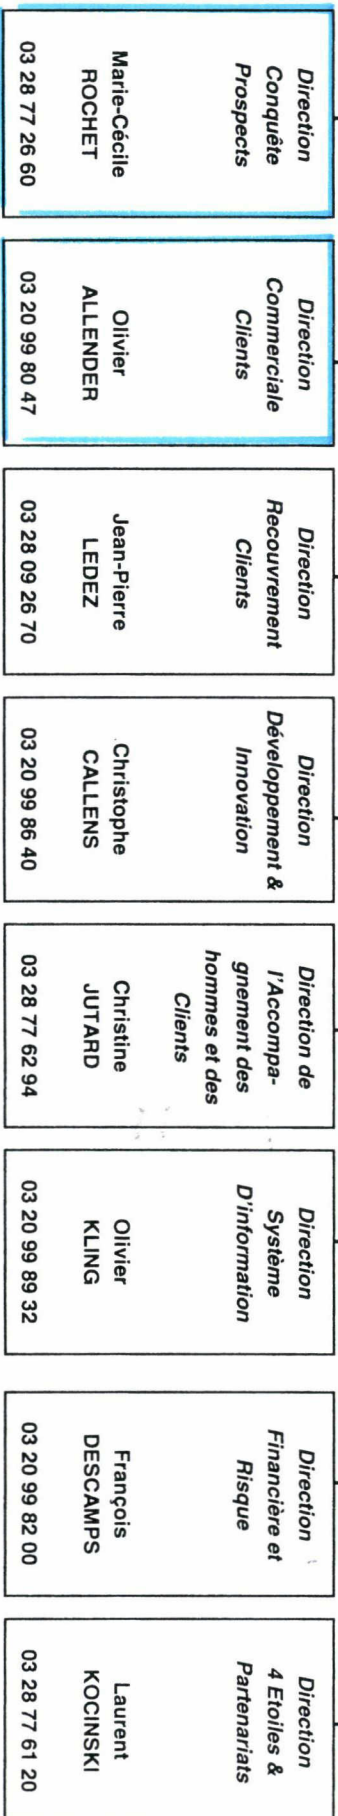 Direction
Conquête
Prospects
Marie-Cécile
ROCHET
03 28 77 26 60
Direction
Commerciale
Clients
Olivier
ALLENDER
03 20 99 80 47
Direction
Recouvrement
Clients
Jean-Pierre
LEDEZ
03 28 09 26 70
Direction
Développement &
Innovation
Christophe
CALLENS
03 20 99 86 40
Direction de
l'Accompa-
gnement des
hommes et des
Clients
Christine
JUTARD
03 28 77 62 94
Direction
Système
D'information
Olivier
KLING
03 20 99 89 32
Direction
Financière et
Risque
François
DESCAMPS
03 20 99 82 00
Direction
4 Etoiles &
Partenariats
Laurent
KOCINSKI
03 28 77 61 20